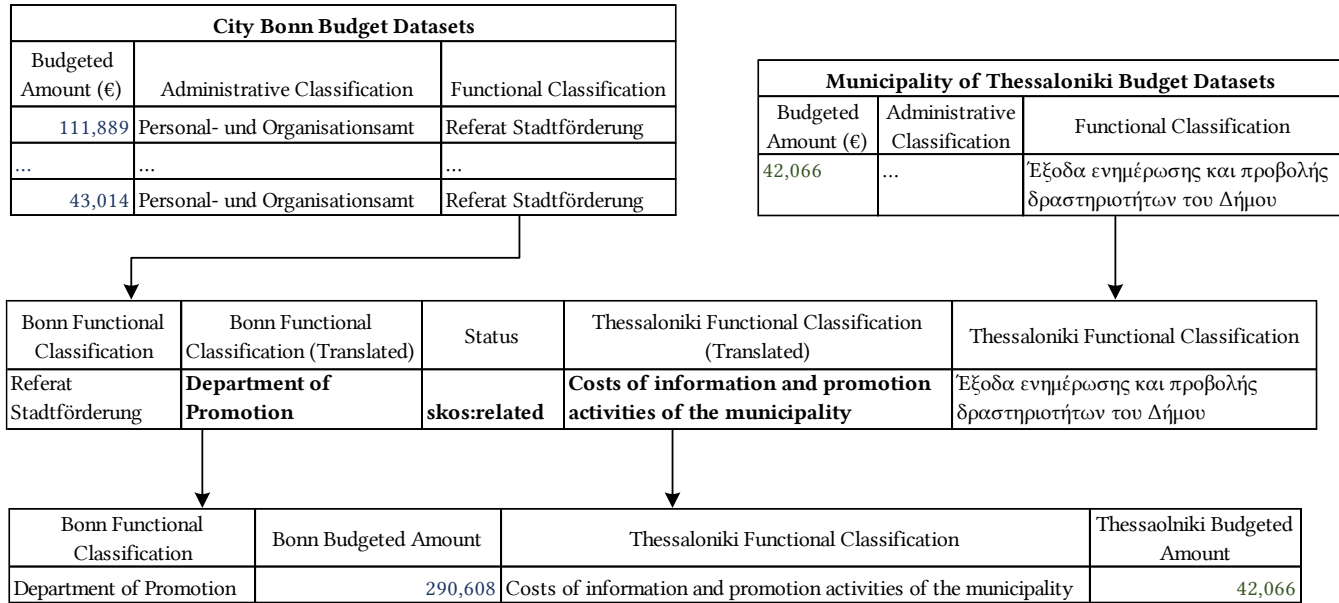 City Bonn Budget Datasets
Budgeted
Amount (€)
Administrative Classification
Functional Classification
111,889 Personal- und Organisationsamt Referat Stadtförderung
... ... ...
43,014 Personal- und Organisationsamt Referat Stadtförderung
Municipality of Thessaloniki Budget Datasets
Budgeted
Amount (€)
Administrative
Classification
Functional Classification
42,066 ... Έξοδα ενημέρωσης και προβολής
δραστηριοτήτων του Δήμου
Bonn Functional
Classification
Bonn Functional
Classification (Translated)
Status
Thessaloniki Functional Classification
(Translated)
Thessaloniki Functional Classification
Referat
Stadtförderung
Department of
Promotion
skos:related
Costs of information and promotion
activities of the municipality
Έξοδα ενημέρωσης και προβολής
δραστηριοτήτων του Δήμου
Bonn Functional
Classification
Bonn Budgeted Amount
Thessaloniki Functional Classification
Thessaolniki Budgeted
Amount
Department of Promotion 290,608 Costs of information and promotion activities of the municipality 42,066